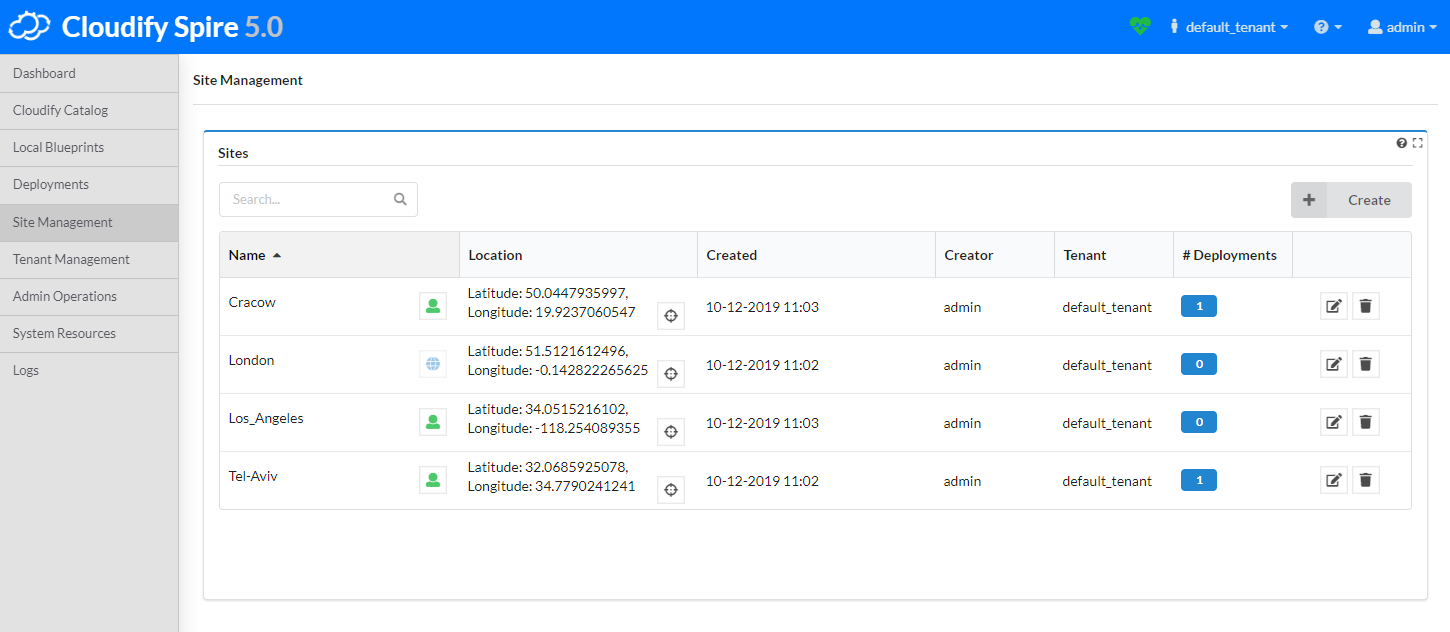 Cloudify Spire 5.0
default_tenant
admin
Dashboard
Cloudify Catalog
Local Blueprints
Deployments
Site Management
Tenant Management
Admin Operations
System Resources
Logs
Site Management
Sites
Search...
Create
Name Location Created Creator Tenant # Deployments
Cracow
Latitude: 50.0447935997,
Longitude: 19.9237060547
10-12-2019 11:03 admin default_tenant 1
London
Latitude: 51.5121612496,
Longitude: -0.142822265625
10-12-2019 11:02 admin default_tenant 0
Los_Angeles
Latitude: 34.0515216102,
Longitude: -118.254089355
10-12-2019 11:03 admin default_tenant 0
Tel-Aviv
Latitude: 32.0685925078,
Longitude: 34.7790241241
10-12-2019 11:02 admin default_tenant 1